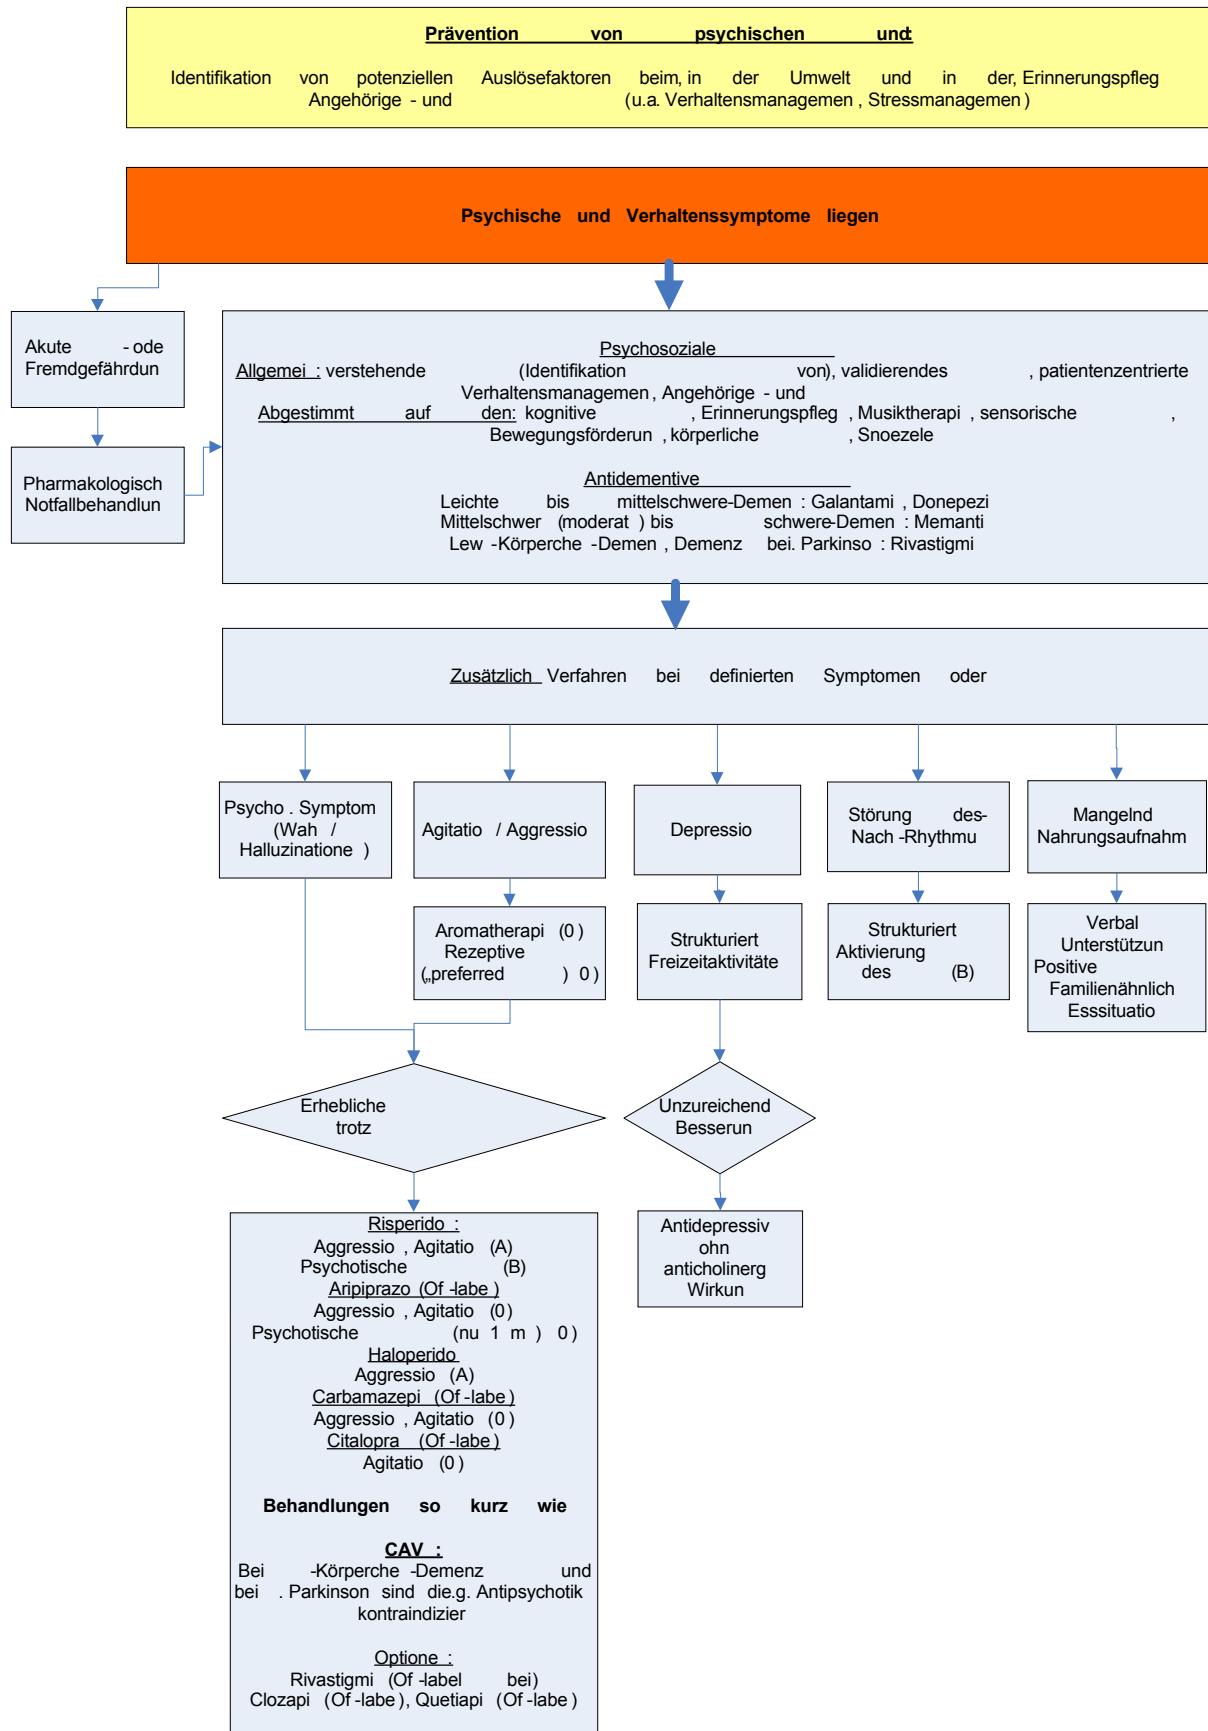 Prävention von psychischen und:
Identifikation von potenziellen Auslösefaktoren beim, in der Umwelt und in der, Erinnerungspfleg
Angehörige - und (u.a. Verhaltensmanagemen , Stressmanagemen )
Psychische und Verhaltenssymptome liegen
Akute - ode
Fremdgefährdun
Pharmakologisch
Notfallbehandlun
Psychosoziale
Allgemei : verstehende (Identifikation von), validierendes , patientenzentrierte
Verhaltensmanagemen , Angehörige - und
Abgestimmt auf den: kognitive , Erinnerungspfleg , Musiktherapi , sensorische ,
Bewegungsförderun , körperliche , Snoezele
Antidementive
Leichte bis mittelschwere-Demen : Galantami , Donepezi
Mittelschwer (moderat ) bis schwere-Demen : Memanti
Lew -Körperche -Demen , Demenz bei. Parkinso : Rivastigmi
Zusätzlich Verfahren bei definierten Symptomen oder
Psycho . Symptom
(Wah /
Halluzinatione )
Agitatio / Aggressio
Depressio
Störung des-
Nach -Rhythmu
Mangelnd
Nahrungsaufnahm
Aromatherapi (0 )
Rezeptive
(„preferred ) 0 )
Strukturiert
Freizeitaktivitäte
Strukturiert
Aktivierung
des (B)
Verbal
Unterstützun
Positive
Familienähnlich
Esssituatio
Erhebliche
trotz
Unzureichend
Besserun
Risperido :
Aggressio , Agitatio (A)
Psychotische (B)
Aripiprazo (Of -labe )
Aggressio , Agitatio (0)
Psychotische (nu 1 m ) 0 )
Haloperido
Aggressio (A)
Carbamazepi (Of -labe )
Aggressio , Agitatio (0 )
Citalopra (Of -labe )
Agitatio (0 )
Behandlungen so kurz wie
CAV :
Bei -Körperche -Demenz und
bei . Parkinson sind die.g. Antipsychotik
kontraindizier
Optione :
Rivastigmi (Of -label bei)
Clozapi (Of -labe ), Quetiapi (Of -labe )
Antidepressiv
ohn
anticholinerg
Wirkun